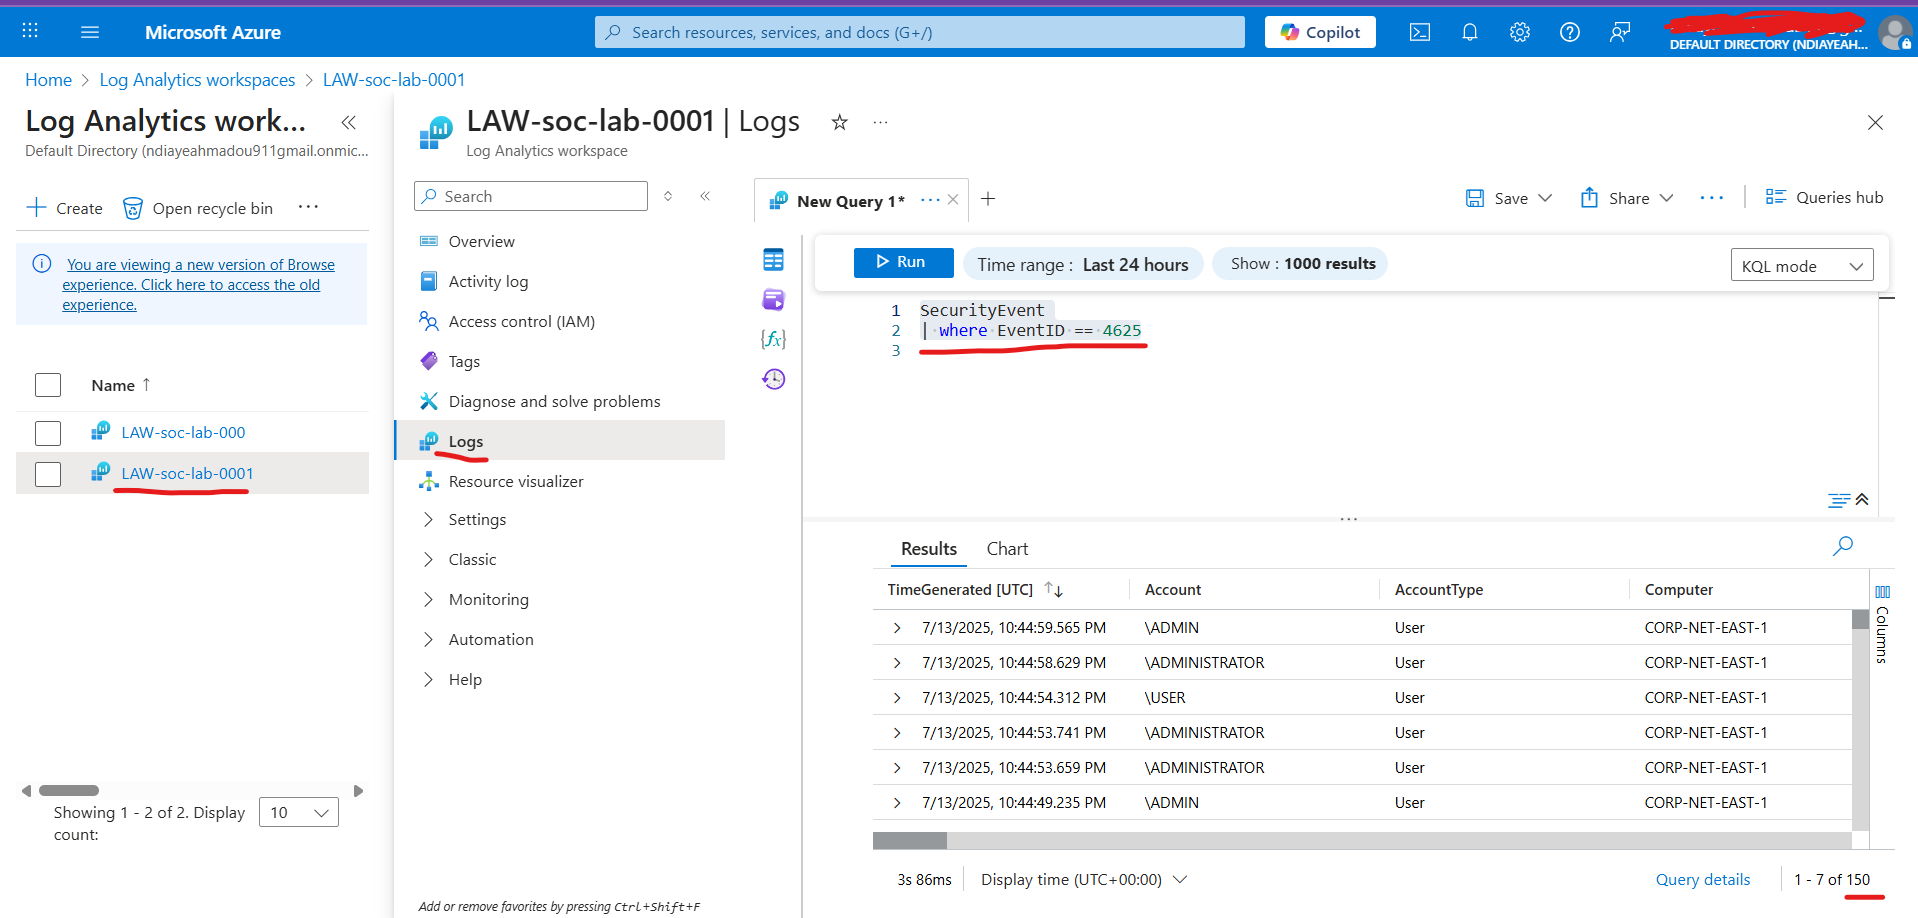 Microsoft Azure
Search resources, services, and docs (G+/)
Copilot
DEFAULT DIRECTORY (NDIAYEAH...
Home > Log Analytics workspaces > LAW-soc-lab-0001
Log Analytics work...
Default Directory (ndiayeahmadou911gmail.onmic...
Create
Open recycle bin
...
You are viewing a new version of Browse
experience. Click here to access the old
experience.
Name ↑
LAW-soc-lab-000
LAW-soc-lab-0001
Showing 1 - 2 of 2. Display
count:
10
LAW-soc-lab-0001 | Logs
Log Analytics workspace
Search
Overview
Activity log
Access control (IAM)
Tags
Diagnose and solve problems
Logs
Resource visualizer
Settings
Classic
Monitoring
Automation
Help
Add or remove favorites by pressing Ctrl+Shift+F
New Query 1*
Save
Share
Queries hub
Run
Time range : Last 24 hours
Show : 1000 results
KQL mode
1 SecurityEvent
2 | where EventID == 4625
3
Results Chart
TimeGenerated [UTC] Account AccountType Computer
7/13/2025, 10:44:59.565 PM \ADMIN User CORP-NET-EAST-1
7/13/2025, 10:44:58.629 PM \ADMINISTRATOR User CORP-NET-EAST-1
7/13/2025, 10:44:54.312 PM \USER User CORP-NET-EAST-1
7/13/2025, 10:44:53.741 PM \ADMINISTRATOR User CORP-NET-EAST-1
7/13/2025, 10:44:53.659 PM \ADMINISTRATOR User CORP-NET-EAST-1
7/13/2025, 10:44:49.235 PM \ADMIN User CORP-NET-EAST-1
Columns
3s 86ms
Display time (UTC+00:00)
Query details
1 - 7 of 150